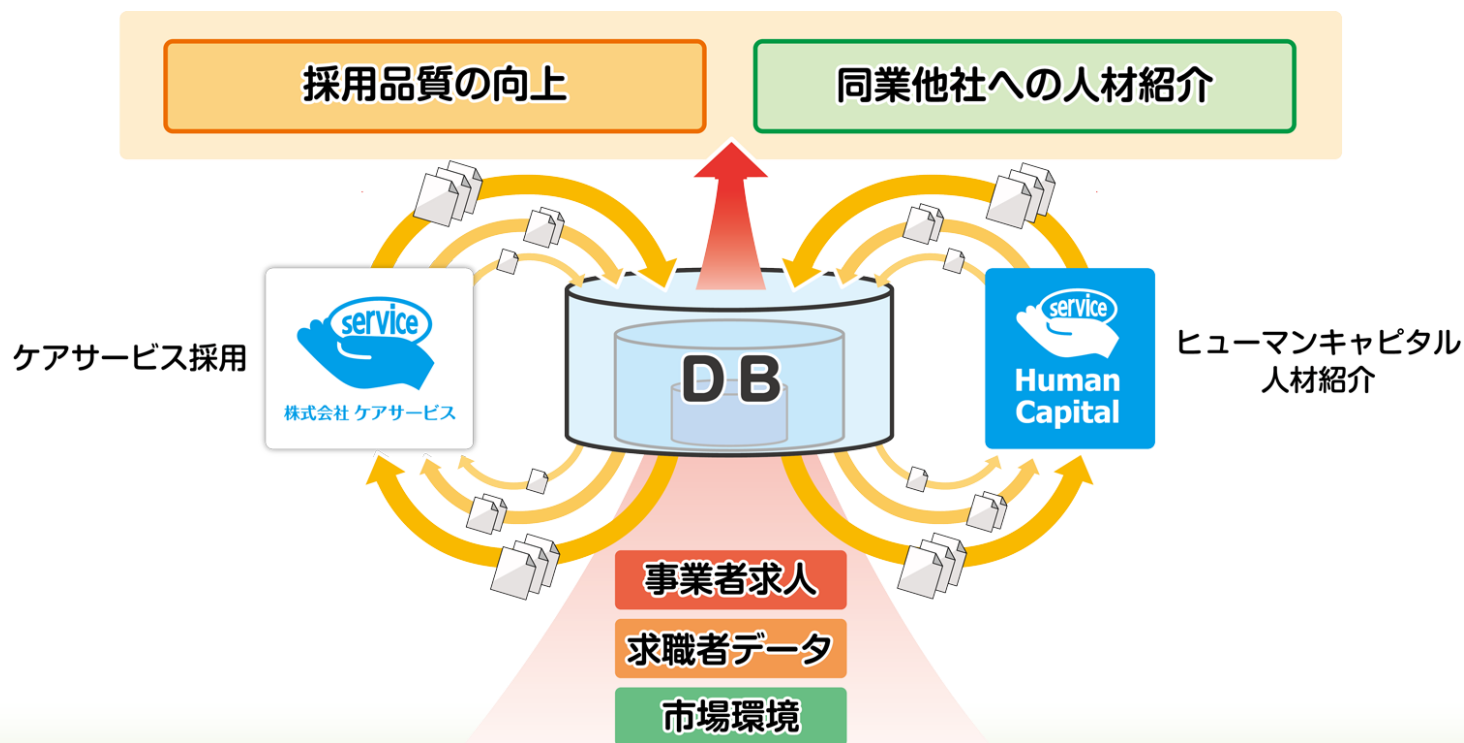 採用品質の向上
同業他社への人材紹介
ケアサービス採用
service
株式会社 ケアサービス
DB
service
Human
Capital
ヒューマンキャピタル
人材紹介
事業者求人
求職者データ
市場環境